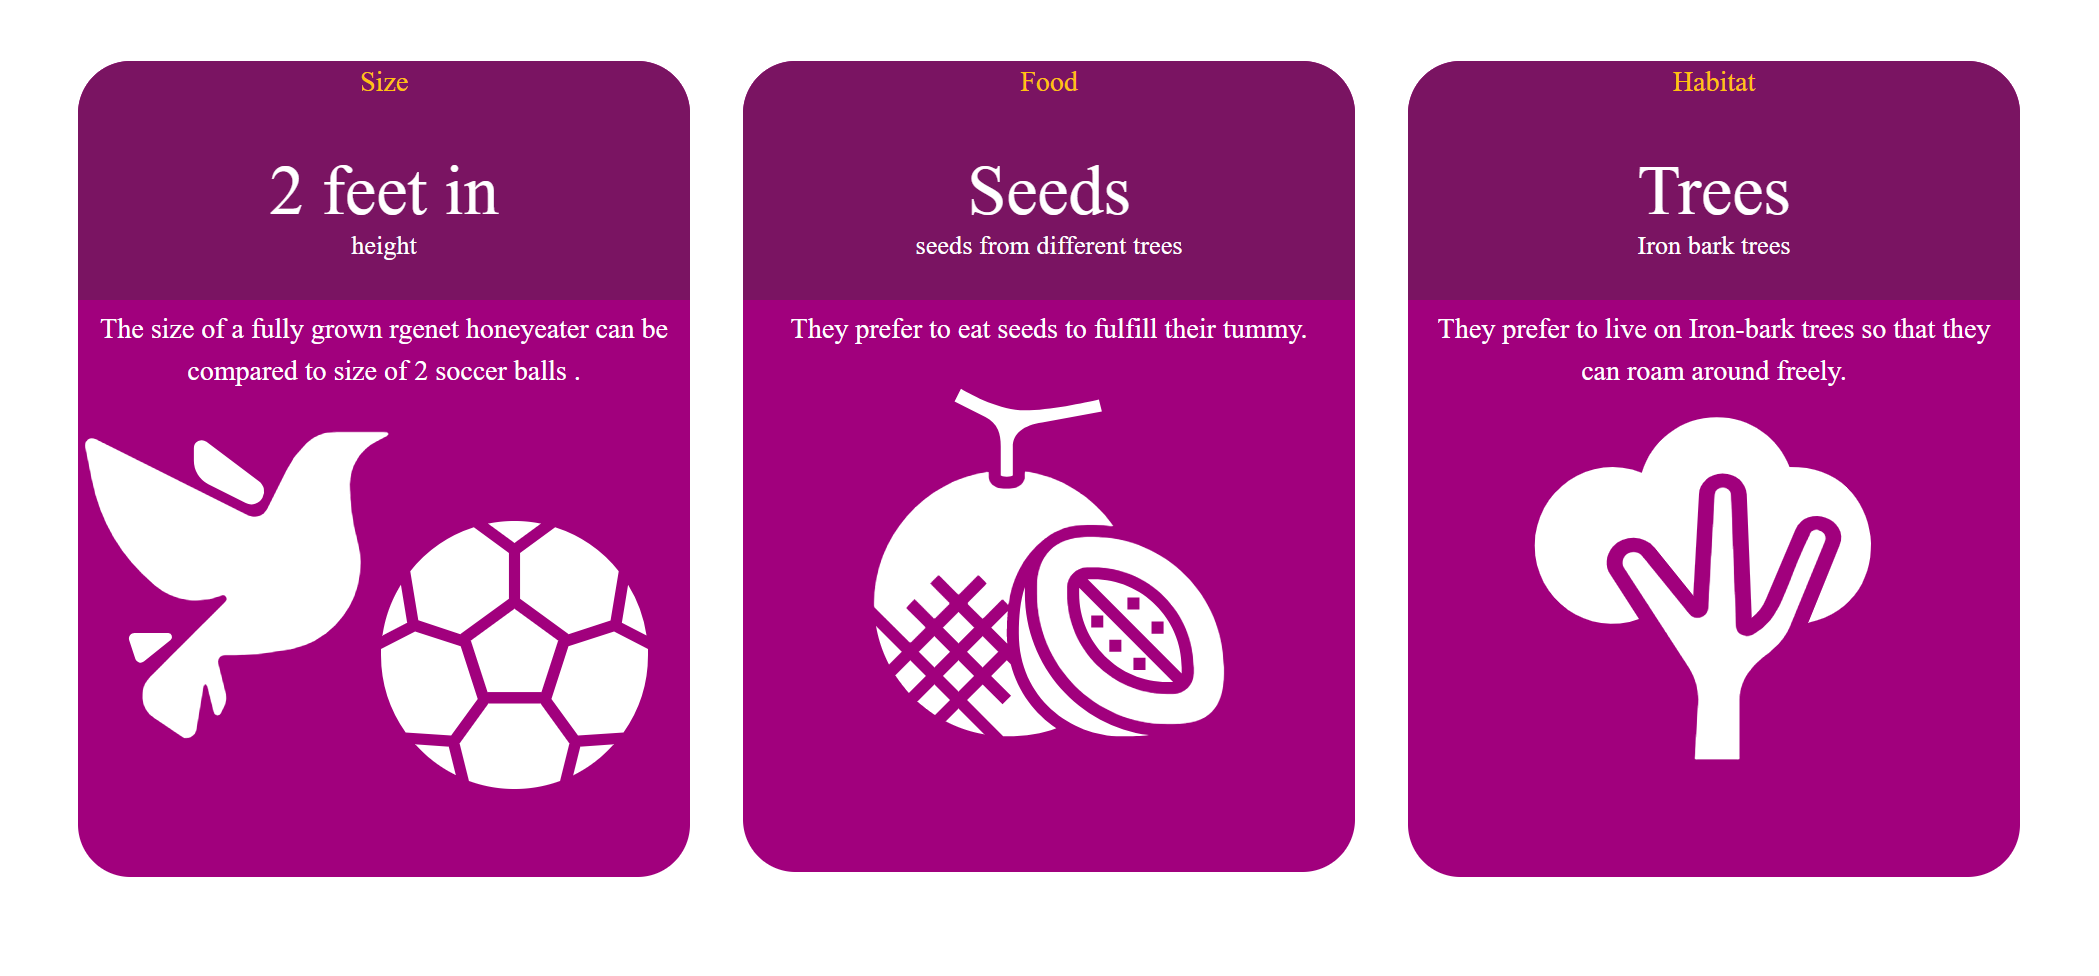 Size
2 feet in
height
The size of a fully grown rgenet honeyeater can be
compared to size of 2 soccer balls .
Food
Seeds
seeds from different trees
They prefer to eat seeds to fulfill their tummy.
Habitat
Trees
Iron bark trees
They prefer to live on Iron-bark trees so that they
can roam around freely.